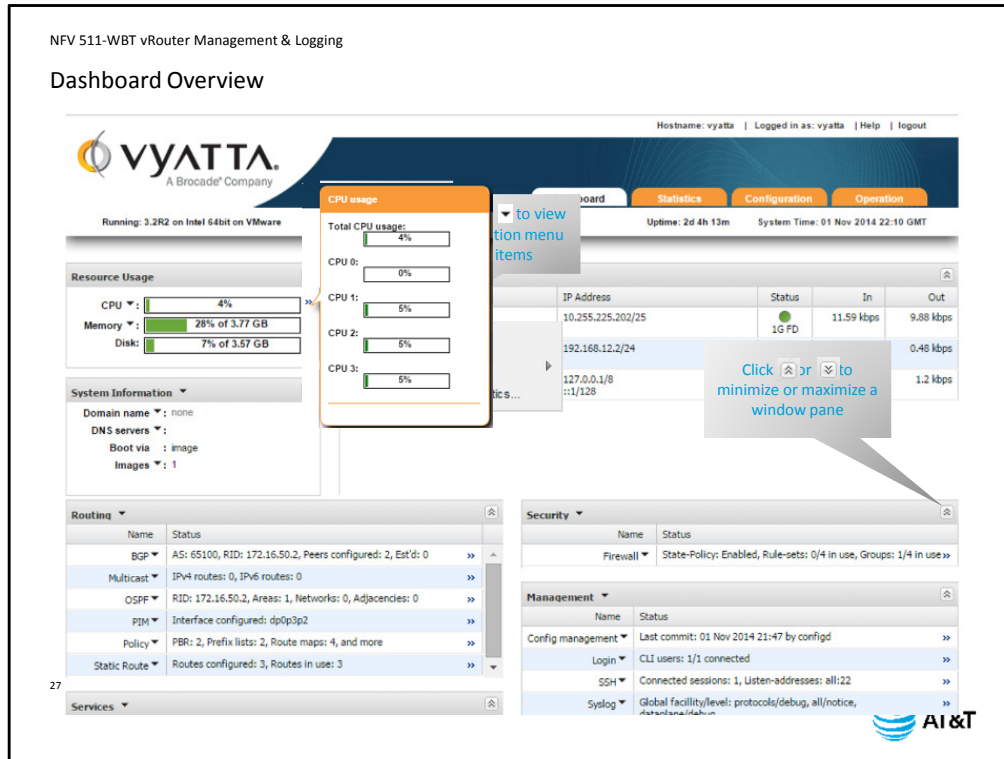 NFV 511-WBT vRouter Management & Logging
Dashboard Overview
Hostname: vyatta | Logged in as: vyatta | Help | logout
VYATTA.
A Brocade® Company
Statistics
Configuration
Operation
Running: 3.2R2 on Intel 64bit on VMware
Uptime: 2d 4h 13m
System Time: 01 Nov 2014 22:10 GMT
CPU usage
Total CPU usage:
4%
CPU 0:
0%
CPU 1:
5%
CPU 2:
5%
CPU 3:
5%
to view
tion menu
items
Resource Usage
CPU : 4% »
Memory : 28% of 3.77 GB
Disk: 7% of 3.57 GB
IP Address Status In Out
10.255.225.202/25 1G FD 11.59 kbps 9.88 kbps
192.168.12.2/24 0.48 kbps
127.0.0.1/8 1.2 kbps
::1/128
tics...
Click or to
minimize or maximize a
window pane
System Information
Domain name : none
DNS servers :
Boot via : image
Images : 1
Routing
Name Status
BGP AS: 65100, RID: 172.16.50.2, Peers configured: 2, Est'd: 0 »
Multicast IPv4 routes: 0, IPv6 routes: 0 »
OSPF RID: 172.16.50.2, Areas: 1, Networks: 0, Adjacencies: 0 »
PIM Interface configured: dp0p3p2 »
Policy PBR: 2, Prefix lists: 2, Route maps: 4, and more »
Static Route Routes configured: 3, Routes in use: 3 »
Services
Security
Name Status
Firewall State-Policy: Enabled, Rule-sets: 0/4 in use, Groups: 1/4 in use »
Management
Name Status
Config management Last commit: 01 Nov 2014 21:47 by configd »
Login CLI users: 1/1 connected »
SSH Connected sessions: 1, Listen-addresses: all:22 »
Syslog Global facillity/level: protocols/debug, all/notice, »
dataplane/debug
27
AT&T